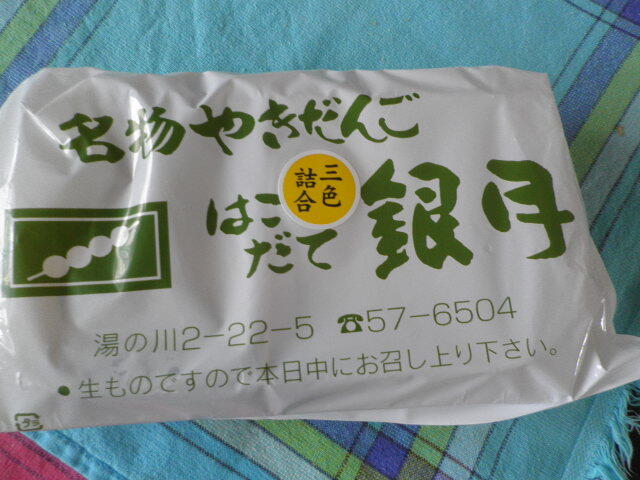 名物やきだんご
三色
詰合
はこ
だて
銀月
湯の川2-22-5 ☎57-6504
●生ものですので本日中にお召し上り下さい。
プラ